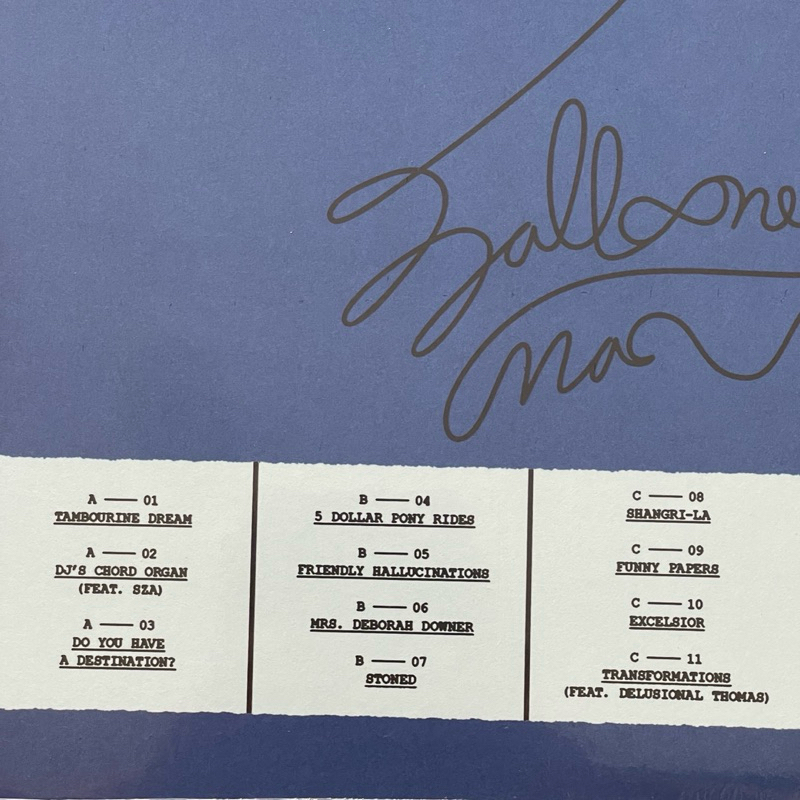 Balloone
Ma
A — 01
TAMBOURINE DREAM
A — 02
DJ'S CHORD ORGAN
(FEAT. SZA)
A — 03
DO YOU HAVE
A DESTINATION?
B — 04
5 DOLLAR PONY RIDES
B — 05
FRIENDLY HALLUCINATIONS
B — 06
MRS. DEBORAH DOWNER
B — 07
STONED
C — 08
SHANGRI-LA
C — 09
FUNNY PAPERS
C — 10
EXCELSIOR
C — 11
TRANSFORMATIONS
(FEAT. DELUSIONAL THOMAS)